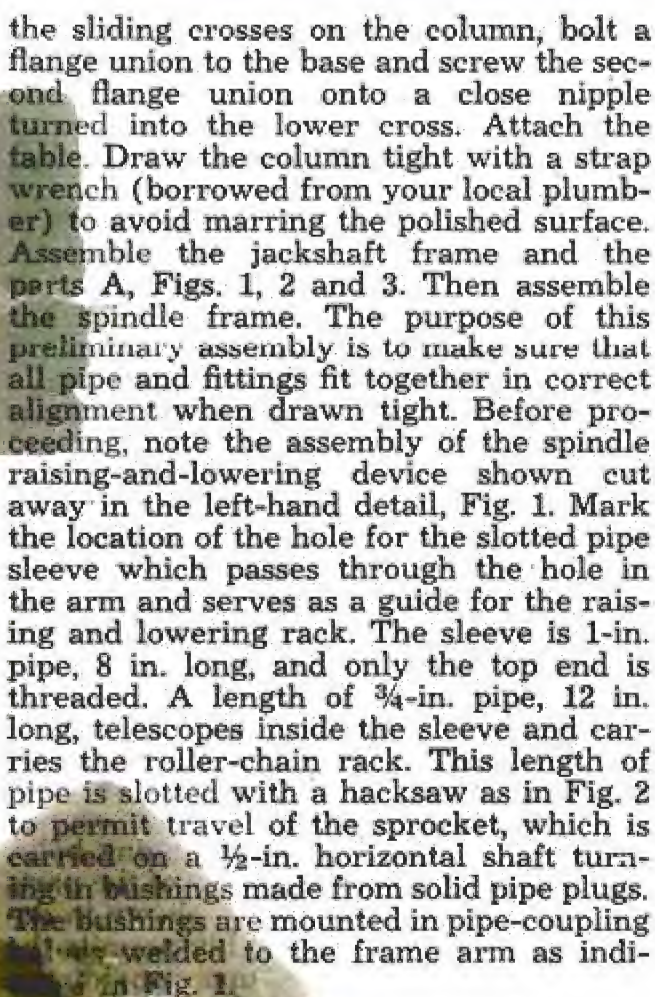 the sliding crosses on the column, bolt a
flange union to the base and screw the sec-
ond flange union onto a close nipple
turned into the lower cross. Attach the
table. Draw the column tight with a strap
wrench (borrowed from your local plumb-
er) to avoid marring the polished surface.
Assemble the jackshaft frame and the
parts A, Figs. 1, 2 and 3. Then assemble
the spindle frame. The purpose of this
preliminary assembly is to make sure that
all pipe and fittings fit together in correct
alignment when drawn tight. Before pro-
ceeding, note the assembly of the spindle
raising-and-lowering device shown cut
away in the left-hand detail, Fig. 1. Mark
the location of the hole for the slotted pipe
sleeve which passes through the hole in
the arm and serves as a guide for the rais-
ing and lowering rack. The sleeve is 1-in.
pipe, 8 in. long, and only the top end is
threaded. A length of ¾-in. pipe, 12 in.
long, telescopes inside the sleeve and car-
ries the roller-chain rack. This length of
pipe is slotted with a hacksaw as in Fig. 2
to permit travel of the sprocket, which is
carried on a ½-in. horizontal shaft turn-
ing in bushings made from solid pipe plugs.
The bushings are mounted in pipe-coupling
welded to the frame arm as indi-
in Fig. 1.